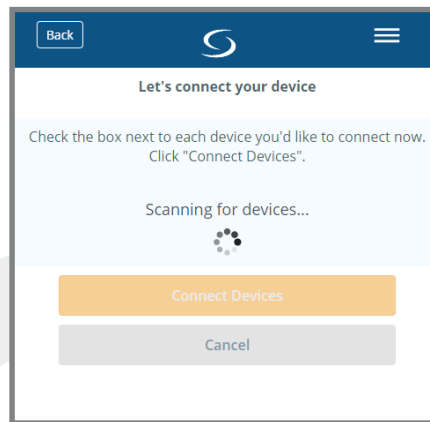 Back
Let's connect your device
Check the box next to each device you'd like to connect now.
Click "Connect Devices".
Scanning for devices...
Connect Devices
Cancel